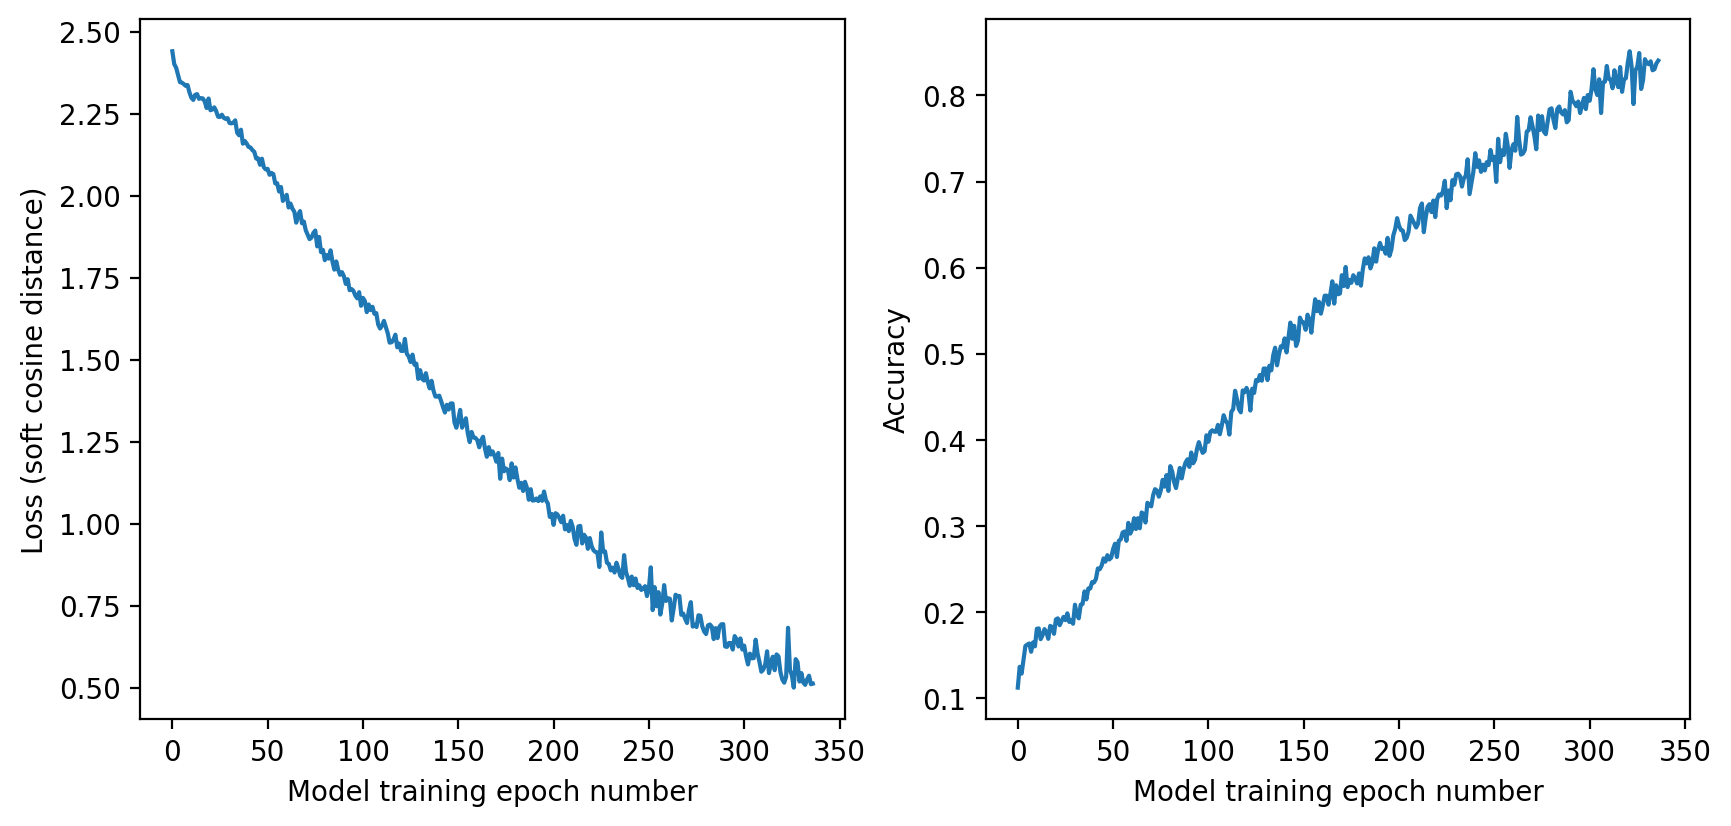 2.50
2.25
2.00
1.75
1.50
1.25
1.00
0.75
0.50
Loss (soft cosine distance)
0 50 100 150 200 250 300 350
Model training epoch number
0.8
0.7
0.6
0.5
0.4
0.3
0.2
0.1
Accuracy
0 50 100 150 200 250 300 350
Model training epoch number